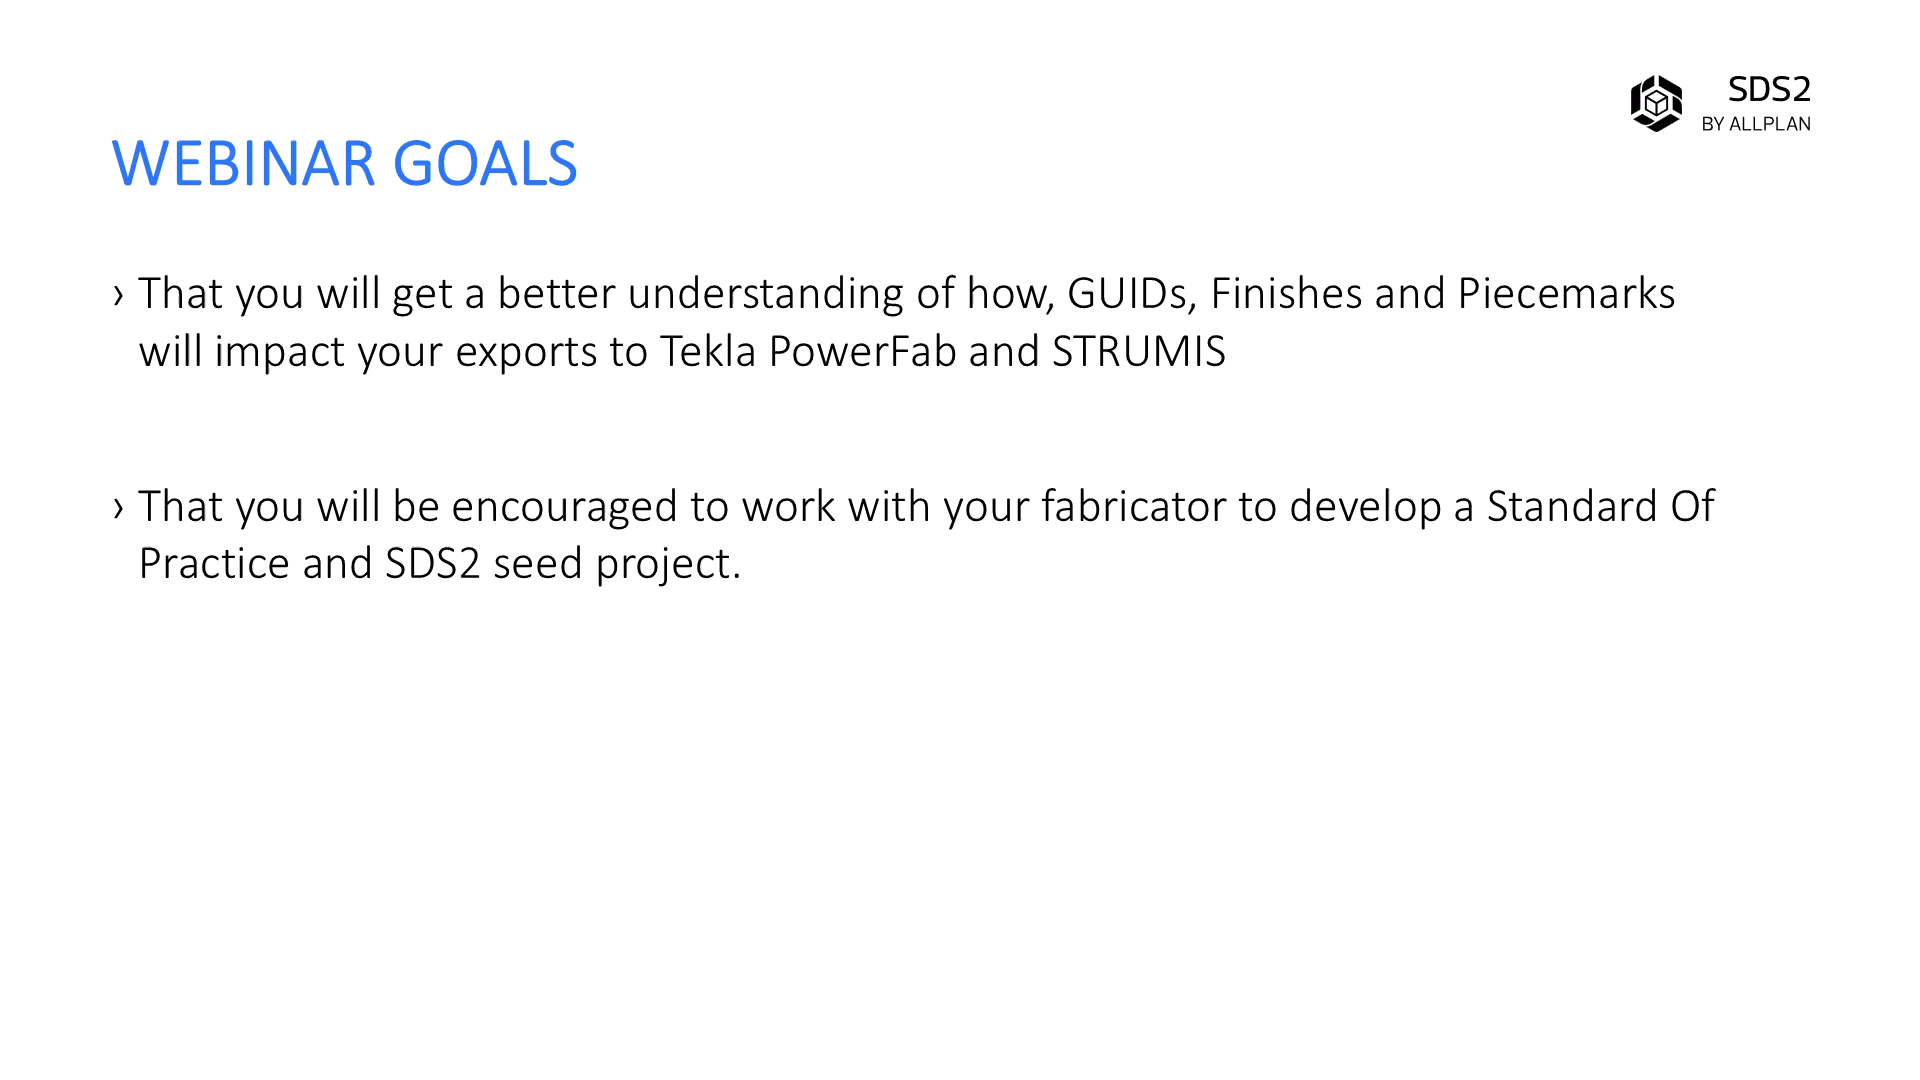 SDS2
BY ALLPLAN
WEBINAR GOALS
› That you will get a better understanding of how, GUIDs, Finishes and Piecemarks
will impact your exports to Tekla PowerFab and STRUMIS
› That you will be encouraged to work with your fabricator to develop a Standard Of
Practice and SDS2 seed project.